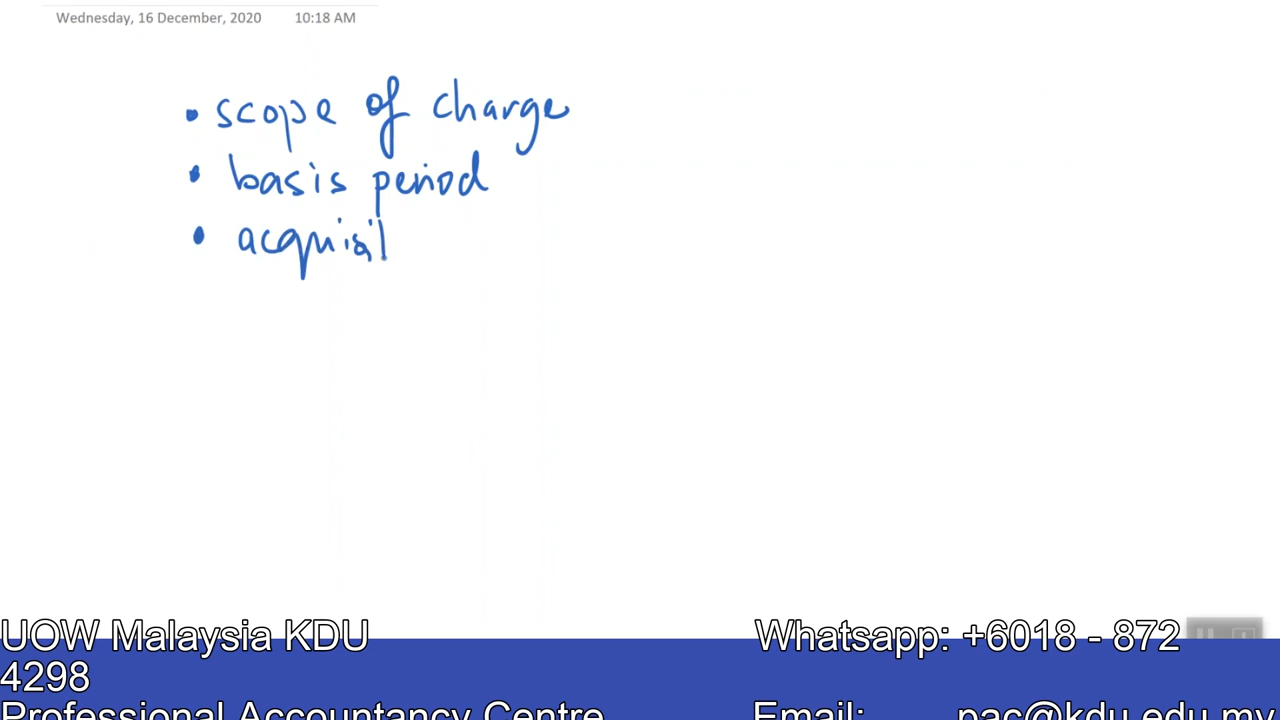 Wednesday, 16 December, 2020 10:18 AM
• scope of charge
• basis period
• acquisi
UOW Malaysia KDU Whatsapp: +6018 - 872
4298
Professional Accountancy Centre Email: pac@kdu.edu.my